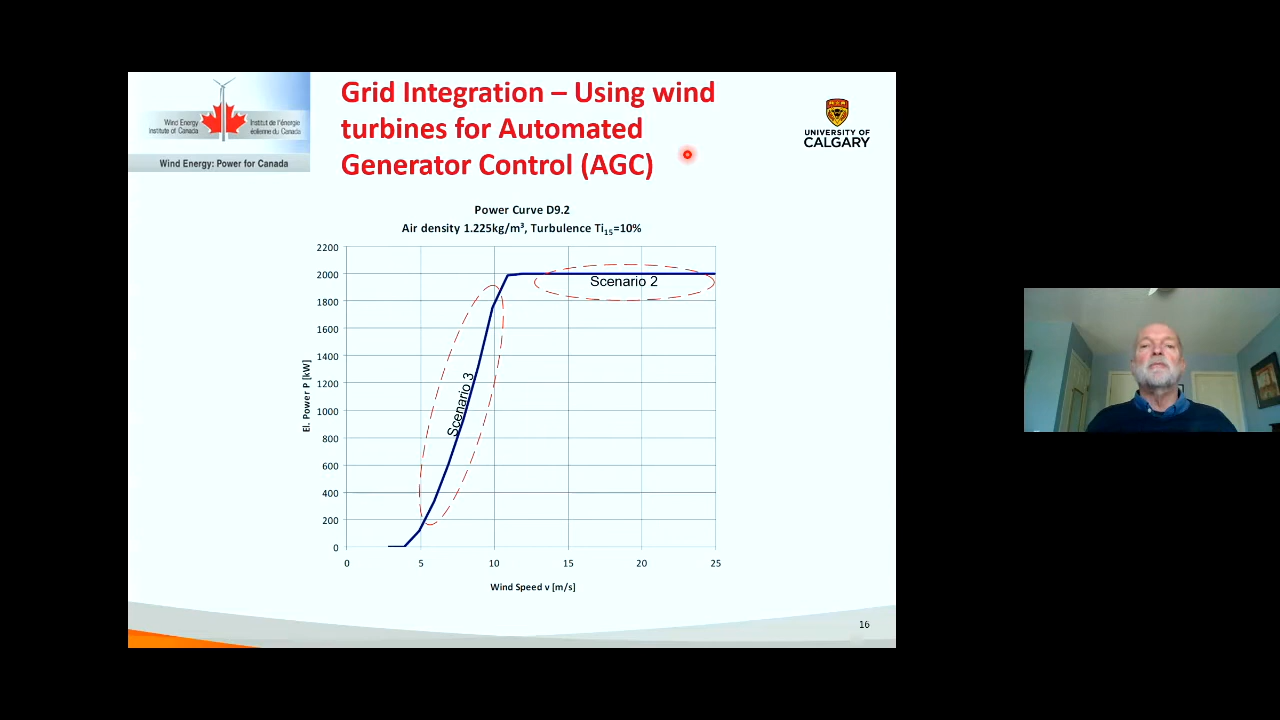 Wind Energy
Institute of Canada
Institut de l'énergie
éolienne du Canada
Wind Energy: Power for Canada
Grid Integration – Using wind
turbines for Automated
Generator Control (AGC)
UNIVERSITY OF
CALGARY
Power Curve D9.2
Air density 1.225kg/m³, Turbulence Ti₁₅=10%
El. Power P [kW]
2200
2000
1800
1600
1400
1200
1000
800
600
400
200
0
Scenario 2
Scenario 3
0 5 10 15 20 25
Wind Speed v [m/s]
16